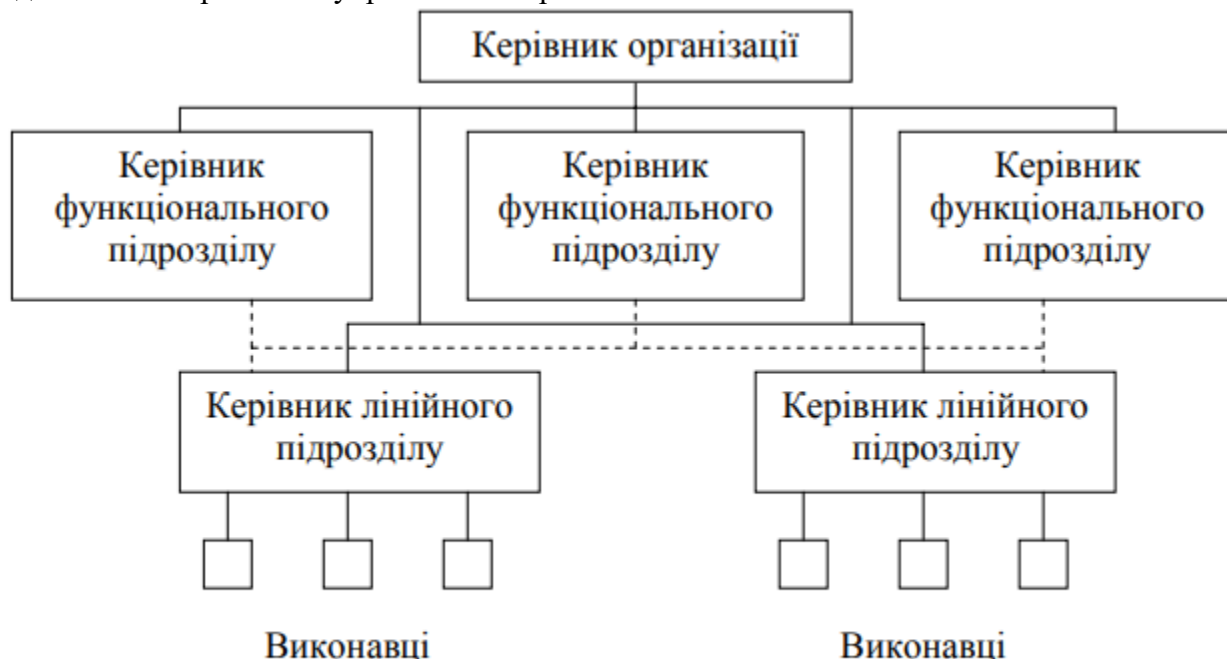 Керівник організації
Керівник
функціонального
підрозділу
Керівник
функціонального
підрозділу
Керівник
функціонального
підрозділу
Керівник лінійного
підрозділу
Керівник лінійного
підрозділу
Виконавці
Виконавці